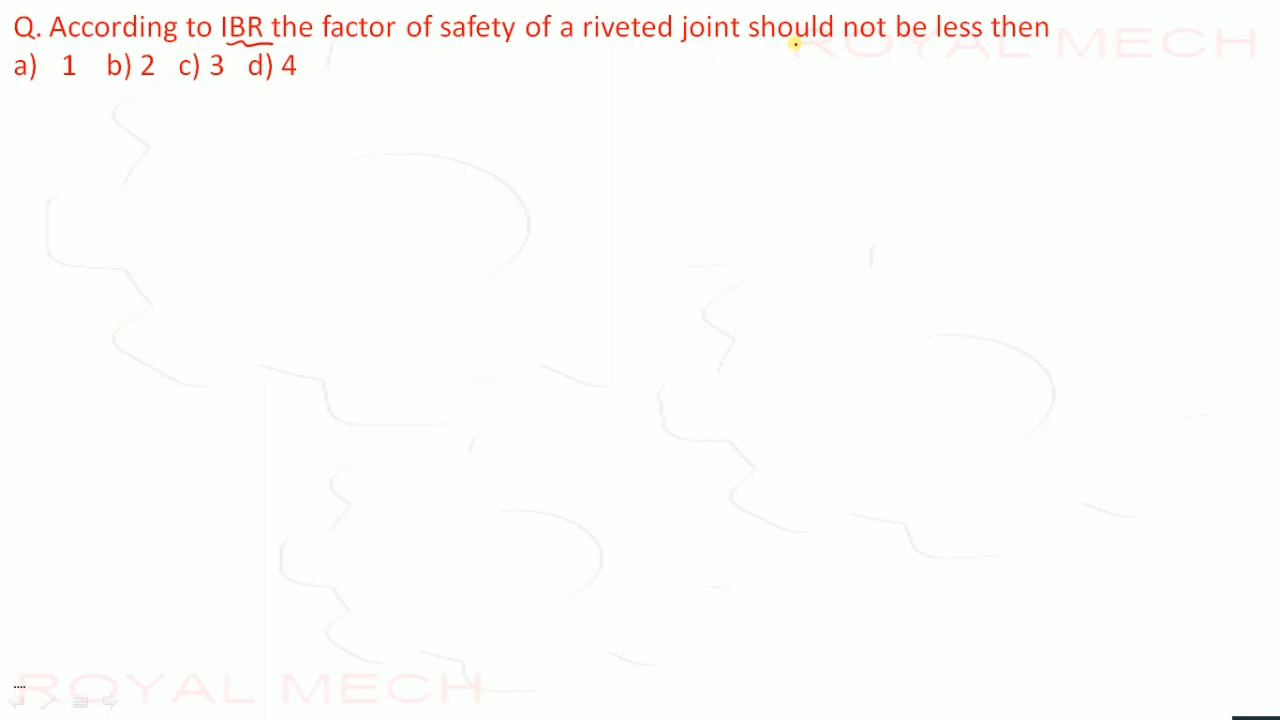 Q. According to IBR the factor of safety of a riveted joint should not be less then
ROYAL MECH
a) 1 b) 2 c) 3 d) 4
....
ROYAL MECH